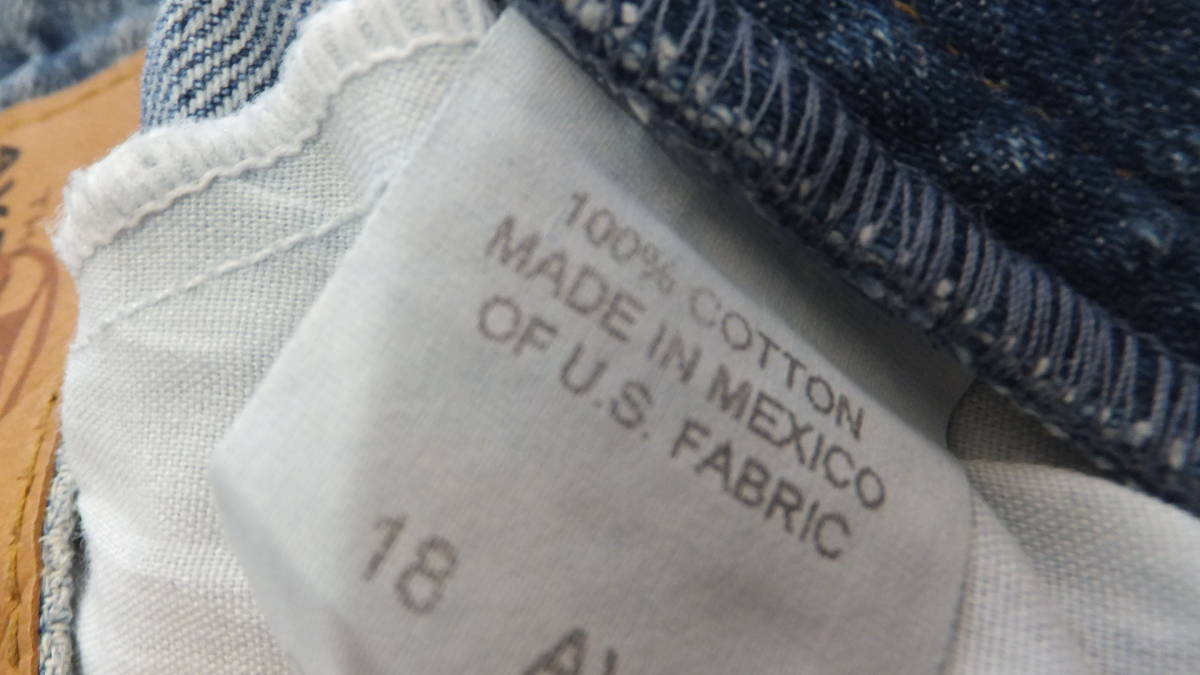 100% COTTON
MADE IN MEXICO
OF U.S. FABRIC
18